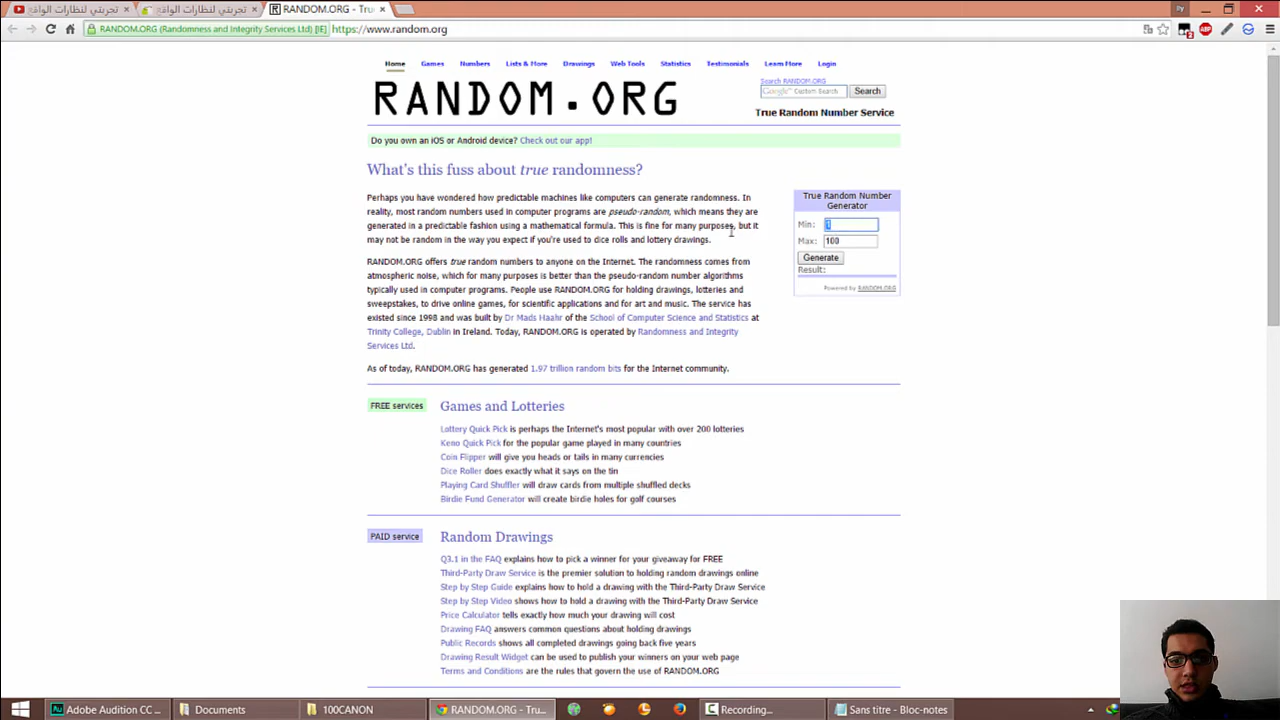 تجربتي لنظارات الواقع
تجربتي لنظارات الواقع
RANDOM.ORG - Tru
Py
RANDOM.ORG (Randomness and Integrity Services Ltd) [IE]
https://www.random.org
Home Games Numbers Lists & More Drawings Web Tools Statistics Testimonials Learn More Login
RANDOM.ORG
Search RANDOM.ORG
Google™ Custom Search Search
True Random Number Service
Do you own an iOS or Android device? Check out our app!
What's this fuss about true randomness?
Perhaps you have wondered how predictable machines like computers can generate randomness. In
reality, most random numbers used in computer programs are pseudo-random, which means they are
generated in a predictable fashion using a mathematical formula. This is fine for many purposes, but it
may not be random in the way you expect if you're used to dice rolls and lottery drawings.
RANDOM.ORG offers true random numbers to anyone on the Internet. The randomness comes from
atmospheric noise, which for many purposes is better than the pseudo-random number algorithms
typically used in computer programs. People use RANDOM.ORG for holding drawings, lotteries and
sweepstakes, to drive online games, for scientific applications and for art and music. The service has
existed since 1998 and was built by Dr Mads Haahr of the School of Computer Science and Statistics at
Trinity College, Dublin in Ireland. Today, RANDOM.ORG is operated by Randomness and Integrity
Services Ltd.
As of today, RANDOM.ORG has generated 1.97 trillion random bits for the Internet community.
True Random Number
Generator
Min: 1
Max: 100
Generate
Result:
Powered by RANDOM.ORG
FREE services
Games and Lotteries
Lottery Quick Pick is perhaps the Internet's most popular with over 200 lotteries
Keno Quick Pick for the popular game played in many countries
Coin Flipper will give you heads or tails in many currencies
Dice Roller does exactly what it says on the tin
Playing Card Shuffler will draw cards from multiple shuffled decks
Birdie Fund Generator will create birdie holes for golf courses
PAID service
Random Drawings
Q3.1 in the FAQ explains how to pick a winner for your giveaway for FREE
Third-Party Draw Service is the premier solution to holding random drawings online
Step by Step Guide explains how to hold a drawing with the Third-Party Draw Service
Step by Step Video shows how to hold a drawing with the Third-Party Draw Service
Price Calculator tells exactly how much your drawing will cost
Drawing FAQ answers common questions about holding drawings
Public Records shows all completed drawings going back five years
Drawing Result Widget can be used to publish your winners on your web page
Terms and Conditions are the rules that govern the use of RANDOM.ORG
Adobe Audition CC ...
Documents
100CANON
RANDOM.ORG - Tru...
Recording...
Sans titre - Bloc-notes